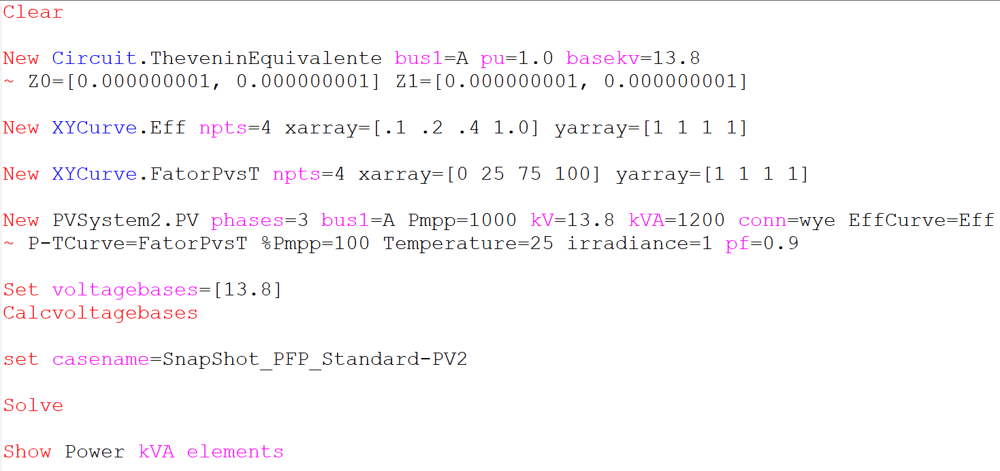 Clear
New Circuit.TheveninEquivalente bus1=A pu=1.0 basekv=13.8
~ Z0=[0.000000001, 0.000000001] Z1=[0.000000001, 0.000000001]
New XYCurve.Eff npts=4 xarray=[.1 .2 .4 1.0] yarray=[1 1 1 1]
New XYCurve.FatorPvsT npts=4 xarray=[0 25 75 100] yarray=[1 1 1 1]
New PVSystem2.PV phases=3 bus1=A Pmpp=1000 kV=13.8 kVA=1200 conn=wye EffCurve=Eff
~ P-TCurve=FatorPvsT %Pmpp=100 Temperature=25 irradiance=1 pf=0.9
Set voltagebases=[13.8]
Calcvoltagebases
set casename=SnapShot_PFP_Standard-PV2
Solve
Show Power kVA elements